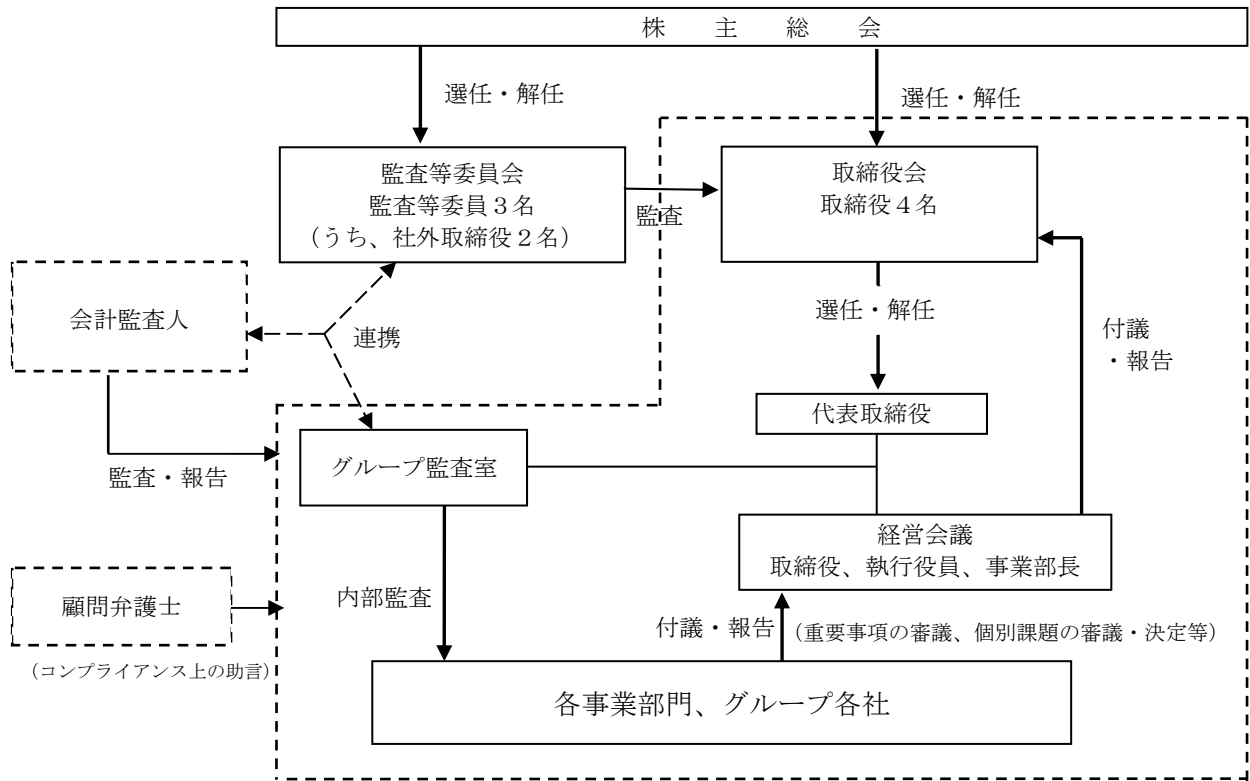 株主総会
選任・解任
選任・解任
監査等委員会
監査等委員３名
（うち、社外取締役２名）
監査
取締役会
取締役４名
会計監査人
連携
選任・解任
付議
・報告
代表取締役
グループ監査室
監査・報告
経営会議
取締役、執行役員、事業部長
顧問弁護士
内部監査
付議・報告
（重要事項の審議、個別課題の審議・決定等）
（コンプライアンス上の助言）
各事業部門、グループ各社